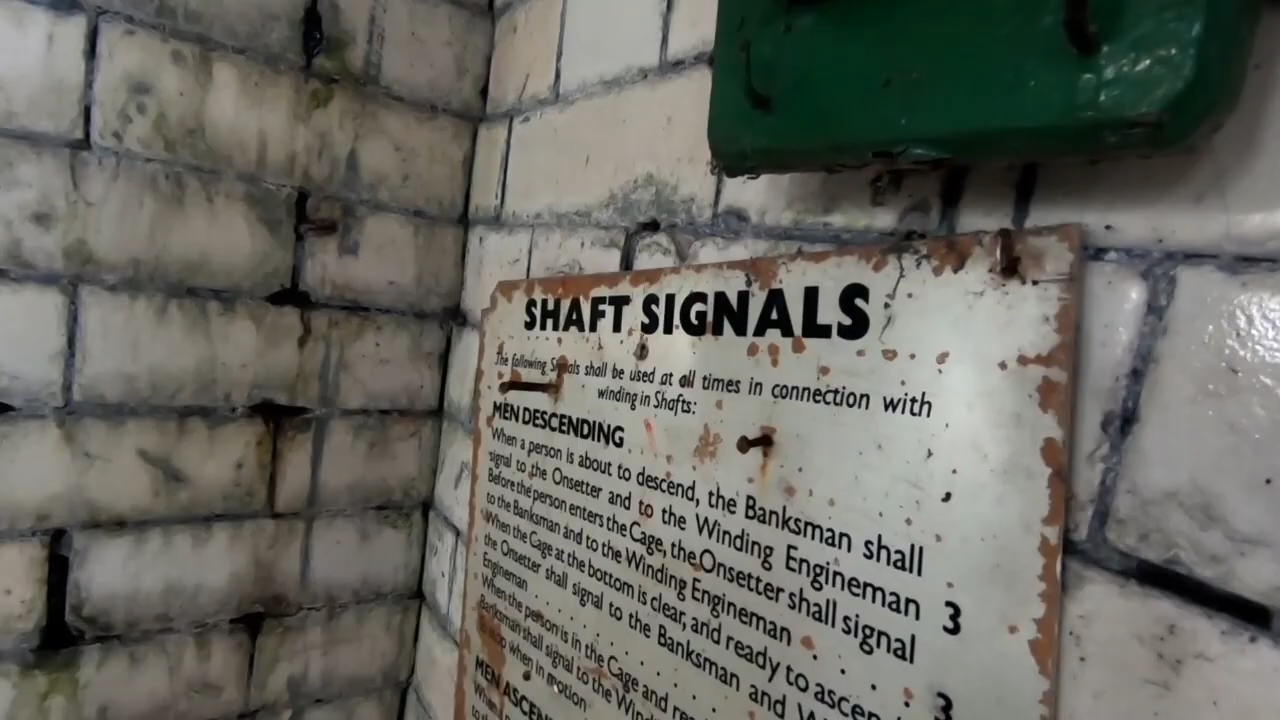 SHAFT SIGNALS
The following Signals shall be used at all times in connection with
winding in Shafts:
MEN DESCENDING
When a person is about to descend, the Banksman shall
signal to the Onsetter and to the Winding Engineman 3
Before the person enters the Cage, the Onsetter shall signal
to the Banksman and to the Winding Engineman . . . 3
When the Cage at the bottom is clear, and ready to ascend
the Onsetter shall signal to the Banksman and
Engineman . . . . . . . .
When the person is in the Cage and
Banksman shall signal to the
when in motion
MEN
When
to the